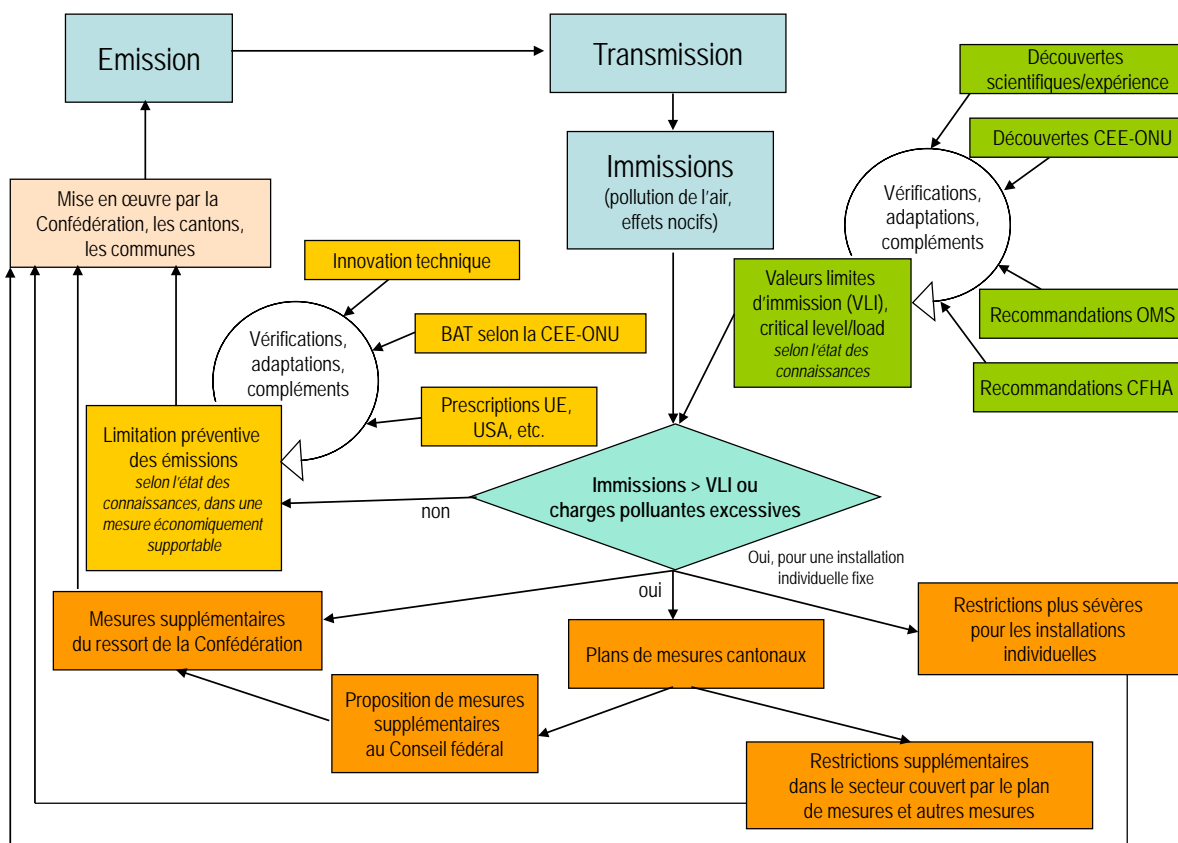 Emission
Transmission
Découvertes
scientifiques/expérience
Découvertes CEE-ONU
Immissions
(pollution de l'air,
effets nocifs)
Vérifications,
adaptations,
compléments
Mise en œuvre par la
Confédération, les cantons,
les communes
Innovation technique
Valeurs limites
d'immission (VLI),
critical level/load
selon l'état des
connaissances
Recommandations OMS
Recommandations CFHA
Vérifications,
adaptations,
compléments
BAT selon la CEE-ONU
Prescriptions UE,
USA, etc.
Limitation préventive
des émissions
selon l'état des
connaissances, dans une
mesure économiquement
supportable
Immissions > VLI ou
charges polluantes excessives
non
Oui, pour une installation
individuelle fixe
oui
Mesures supplémentaires
du ressort de la Confédération
Plans de mesures cantonaux
Restrictions plus sévères
pour les installations
individuelles
Proposition de mesures
supplémentaires
au Conseil fédéral
Restrictions supplémentaires
dans le secteur couvert par le plan
de mesures et autres mesures